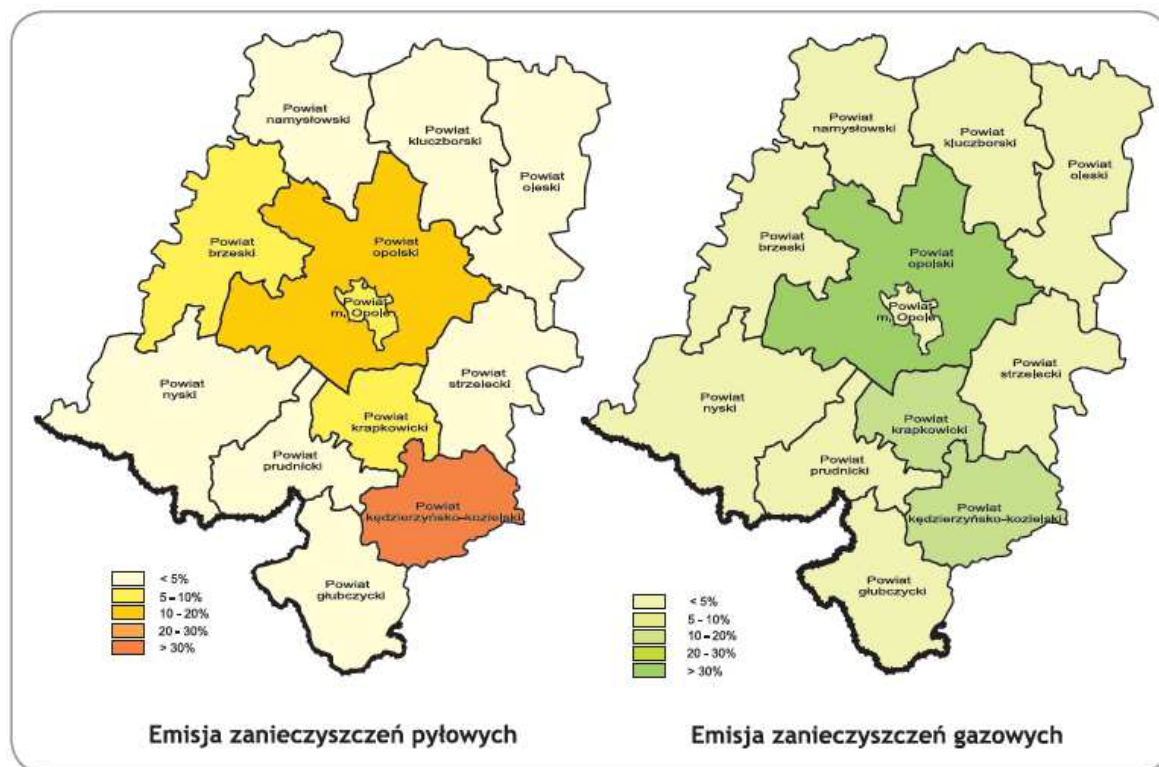 Powiat
namysłowski
Powiat
kluczborski
Powiat
oleski
Powiat
brzeski
Powiat
opolski
Powiat
m. Opole
Powiat
strzelecki
Powiat
nyski
Powiat
krapkowicki
Powiat
prudnicki
Powiat
kędzierzyńsko-kozielski
Powiat
głubczycki
< 5%
5 - 10%
10 - 20%
20 - 30%
> 30%
Emisja zanieczyszczeń pyłowych
Powiat
namysłowski
Powiat
kluczborski
Powiat
oleski
Powiat
brzeski
Powiat
opolski
Powiat
m. Opole
Powiat
strzelecki
Powiat
nyski
Powiat
krapkowicki
Powiat
prudnicki
Powiat
kędzierzyńsko-kozielski
Powiat
głubczycki
< 5%
5 - 10%
10 - 20%
20 - 30%
> 30%
Emisja zanieczyszczeń gazowych